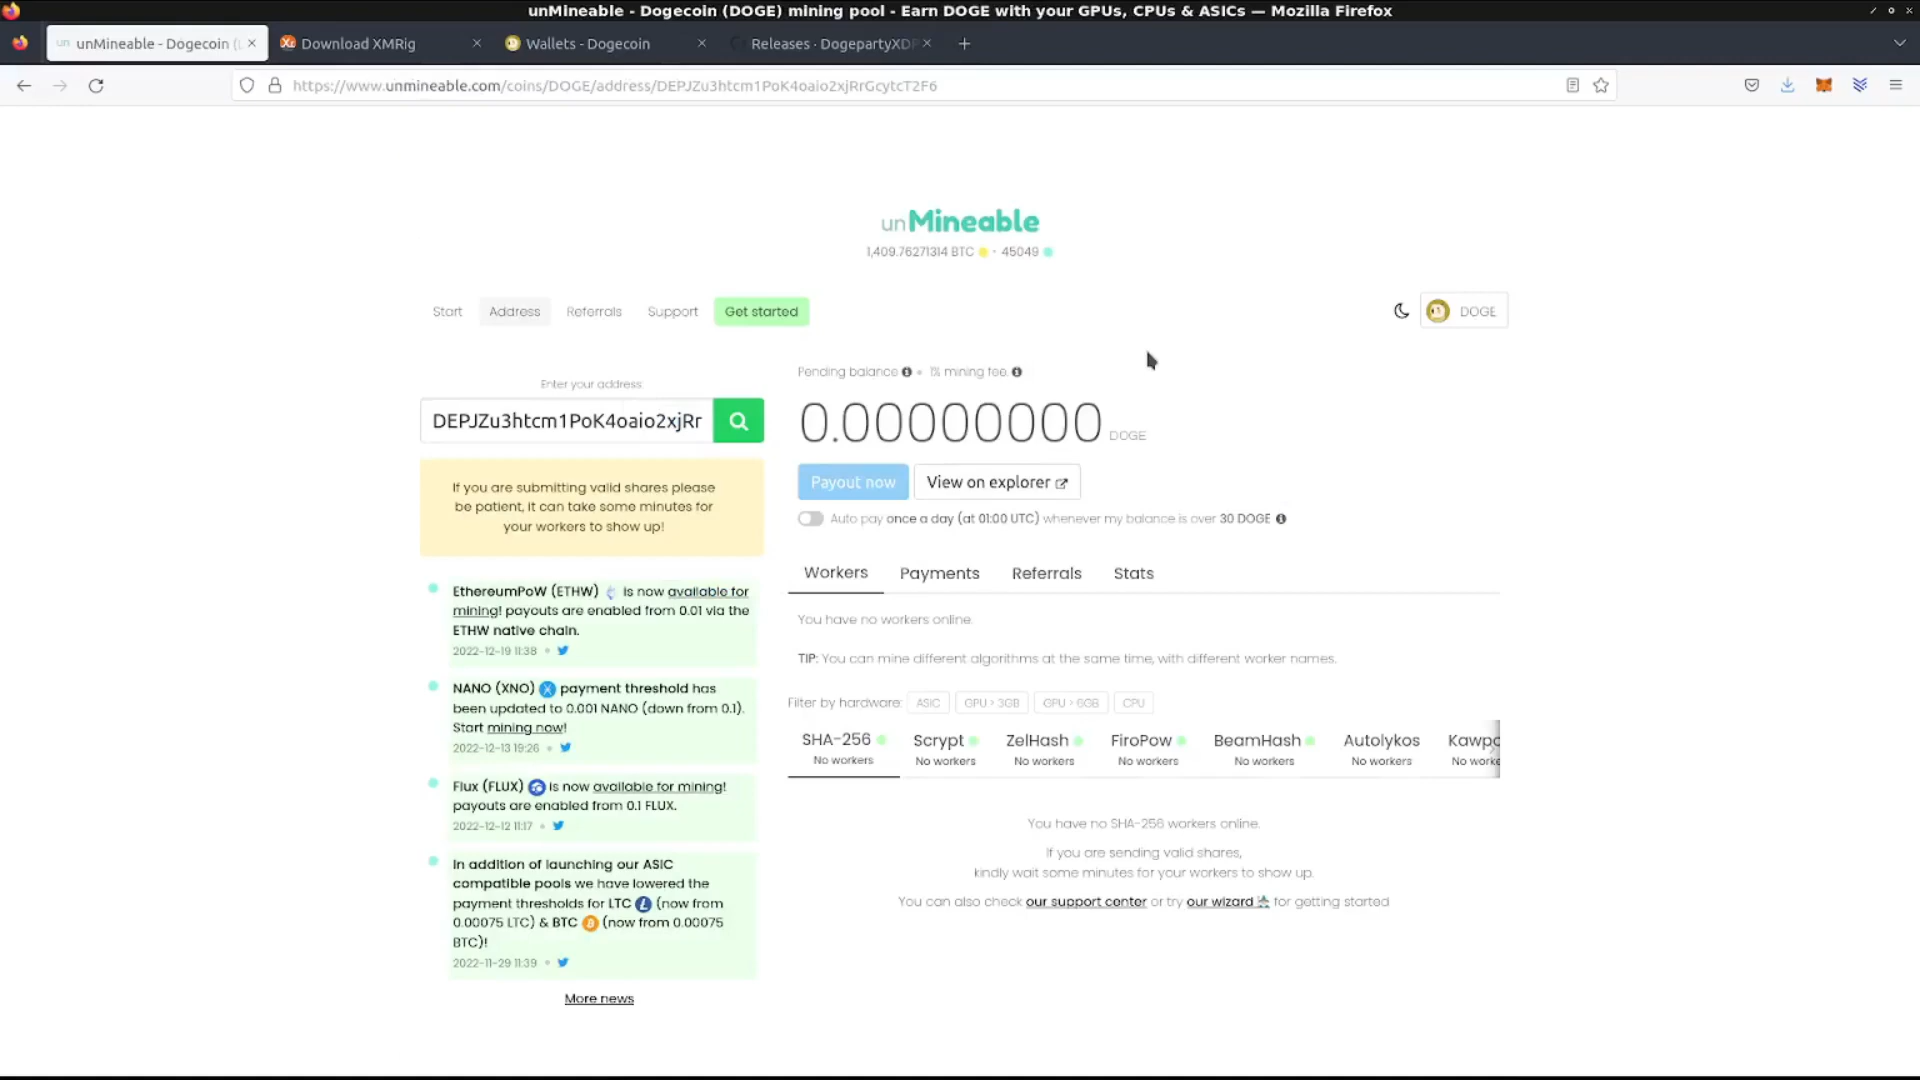 unMineable - Dogecoin (DOGE) mining pool - Earn DOGE with your GPUs, CPUs & ASICs — Mozilla Firefox
unMineable - Dogecoin (
Download XMRig
Wallets - Dogecoin
Releases · DogepartyXDP
https://www.unmineable.com/coins/DOGE/address/DEPJZu3htcm1PoK4oaio2xjRrGcytcT2F6
unMineable
1,409.76271314 BTC • 45049
Start
Address
Referrals
Support
Get started
DOGE
Enter your address
DEPJZu3htcm1PoK4oaio2xjRr
If you are submitting valid shares please
be patient, it can take some minutes for
your workers to show up!
EthereumPoW (ETHW) is now available for
mining! payouts are enabled from 0.01 via the
ETHW native chain.
2022-12-19 11:38 •
NANO (XNO) payment threshold has
been updated to 0.001 NANO (down from 0.1).
Start mining now!
2022-12-13 19:26 •
Flux (FLUX) is now available for mining!
payouts are enabled from 0.1 FLUX.
2022-12-12 11:17 •
In addition of launching our ASIC
compatible pools we have lowered the
payment thresholds for LTC (now from
0.00075 LTC) & BTC (now from 0.00075
BTC)!
2022-11-29 11:39 •
More news
Pending balance • 1% mining fee.
0.00000000 DOGE
Payout now
View on explorer
Auto pay once a day (at 01:00 UTC) whenever my balance is over 30 DOGE
Workers
Payments
Referrals
Stats
You have no workers online.
TIP: You can mine different algorithms at the same time, with different worker names.
Filter by hardware: ASIC GPU > 3GB GPU > 6GB CPU
SHA-256
No workers
Scrypt
No workers
ZelHash
No workers
FiroPow
No workers
BeamHash
No workers
Autolykos
No workers
Kawpo
No worke
You have no SHA-256 workers online.
If you are sending valid shares,
kindly wait some minutes for your workers to show up.
You can also check our support center or try our wizard for getting started